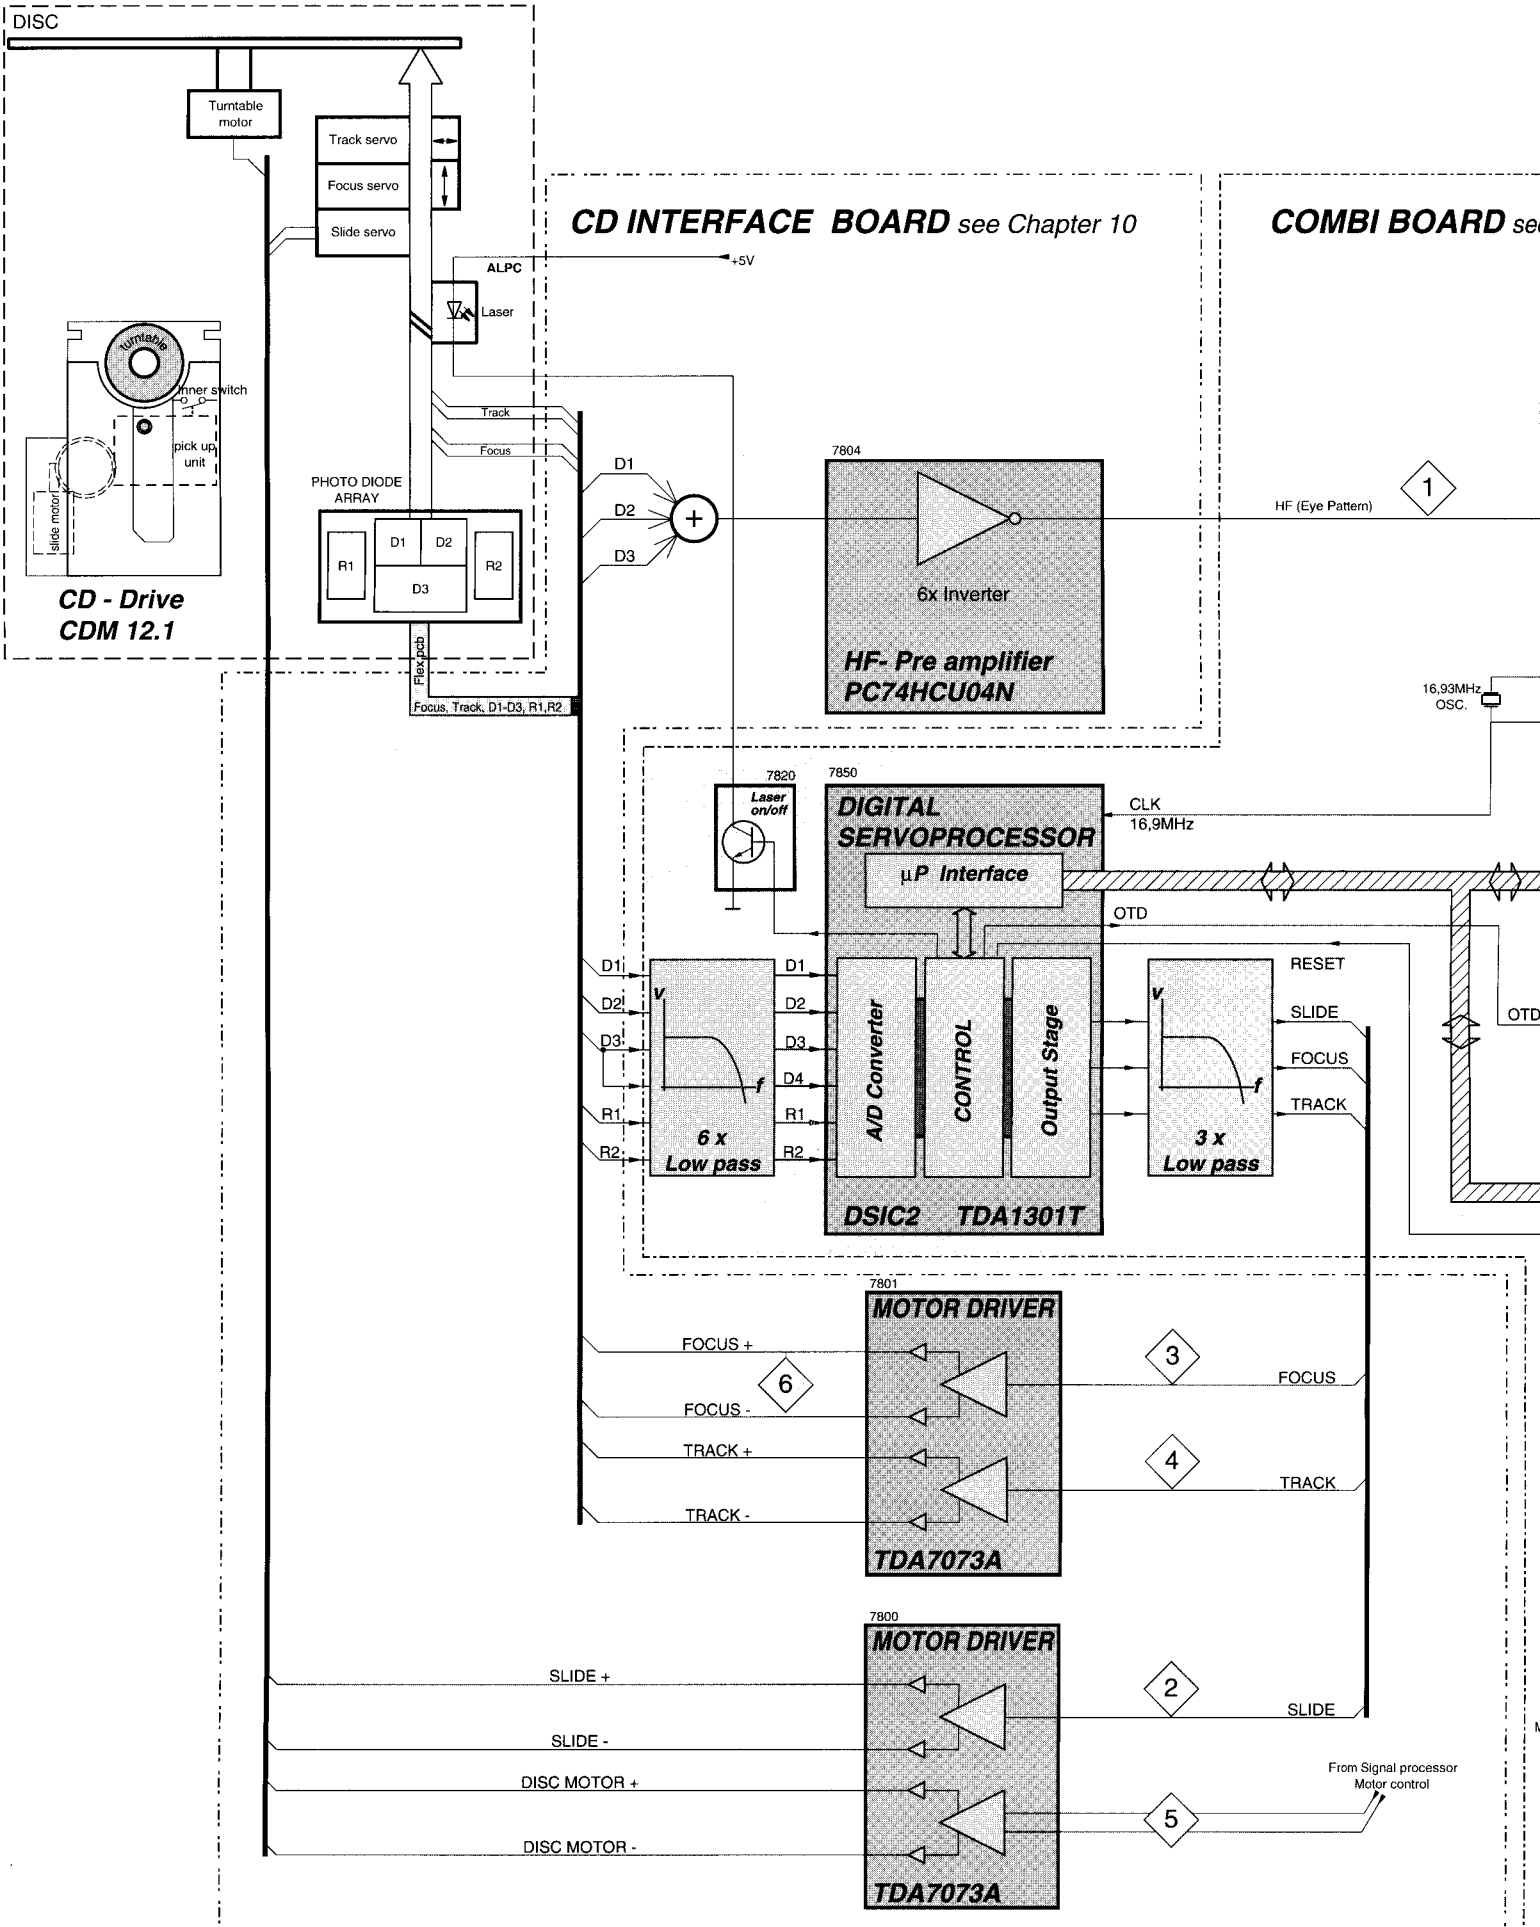 DISC
Turntable
motor
Track servo
Focus servo
Slide servo
CD INTERFACE BOARD see Chapter 10
COMBI BOARD see
ALPC
+5V
Laser
turntable
Inner switch
pick up
unit
slide motor
CD - Drive
CDM 12.1
Track
Focus
PHOTO DIODE
ARRAY
R1
D1
D2
D3
R2
Flex pcb
Focus, Track, D1-D3, R1,R2
D1
D2
D3
+
7804
6x Inverter
HF- Pre amplifier
PC74HCU04N
HF (Eye Pattern)
1
16,93MHz
OSC.
7820
Laser
on/off
7850
DIGITAL
SERVOPROCESSOR
µP Interface
CLK
16,9MHz
OTD
RESET
OTD
D1
D2
D3
R1
R2
v
f
6 x
Low pass
D1
D2
D3
D4
R1
R2
A/D Converter
CONTROL
Output Stage
DSIC2 TDA1301T
v
f
3 x
Low pass
SLIDE
FOCUS
TRACK
7801
MOTOR DRIVER
FOCUS +
6
FOCUS -
TRACK +
TRACK -
3
FOCUS
4
TRACK
TDA7073A
7800
MOTOR DRIVER
SLIDE +
SLIDE -
DISC MOTOR +
DISC MOTOR -
2
SLIDE
From Signal processor
Motor control
5
TDA7073A